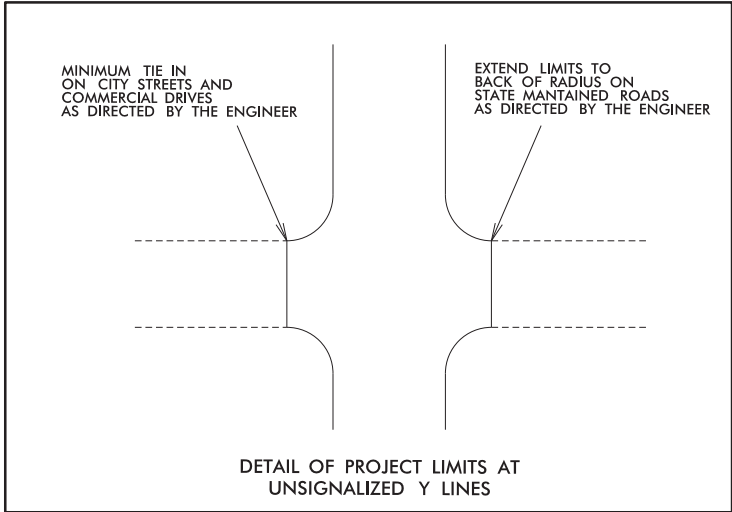 MINIMUM TIE IN
ON CITY STREETS AND
COMMERCIAL DRIVES
AS DIRECTED BY THE ENGINEER
EXTEND LIMITS TO
BACK OF RADIUS ON
STATE MANTAINED ROADS
AS DIRECTED BY THE ENGINEER
DETAIL OF PROJECT LIMITS AT
UNSIGNALIZED Y LINES